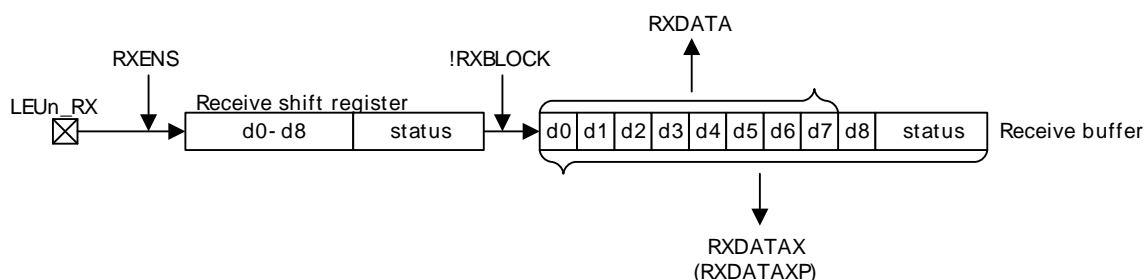 RXDATA
RXENS
!RXBLOCK
LEUn_RX
Receive shift register
d0- d8 status
d0 d1 d2 d3 d4 d5 d6 d7 d8 status
Receive buffer
RXDATAX
(RXDATAXP)